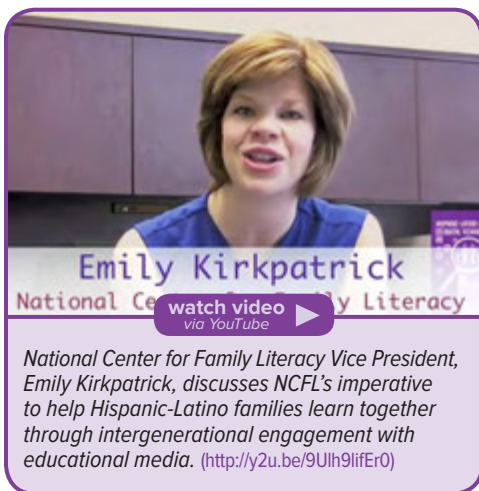 Emily Kirkpatrick
National Ce Family Literacy
watch video
via YouTube
National Center for Family Literacy Vice President,
Emily Kirkpatrick, discusses NCFL's imperative
to help Hispanic-Latino families learn together
through intergenerational engagement with
educational media. (http://y2u.be/9Ulh9lifEr0)